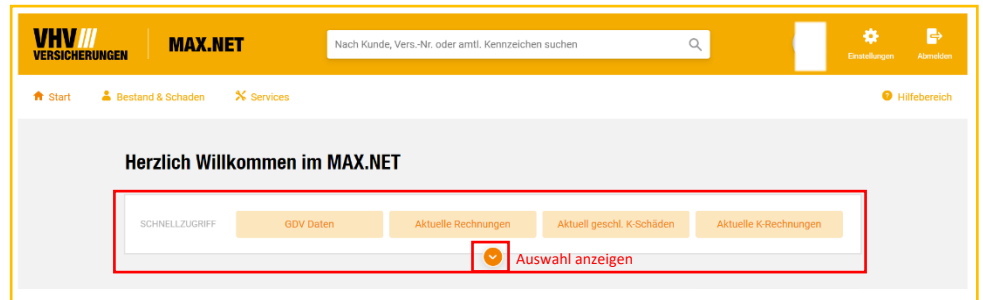 VHV ///
VERSICHERUNGEN
MAX.NET
Nach Kunde, Vers.-Nr. oder amtl. Kennzeichen suchen
Einstellungen
Abmelden
Start
Bestand & Schaden
Services
Hilfebereich
Herzlich Willkommen im MAX.NET
SCHNELLZUGRIFF
GDV Daten
Aktuelle Rechnungen
Aktuell geschl. K-Schäden
Aktuelle K-Rechnungen
Auswahl anzeigen